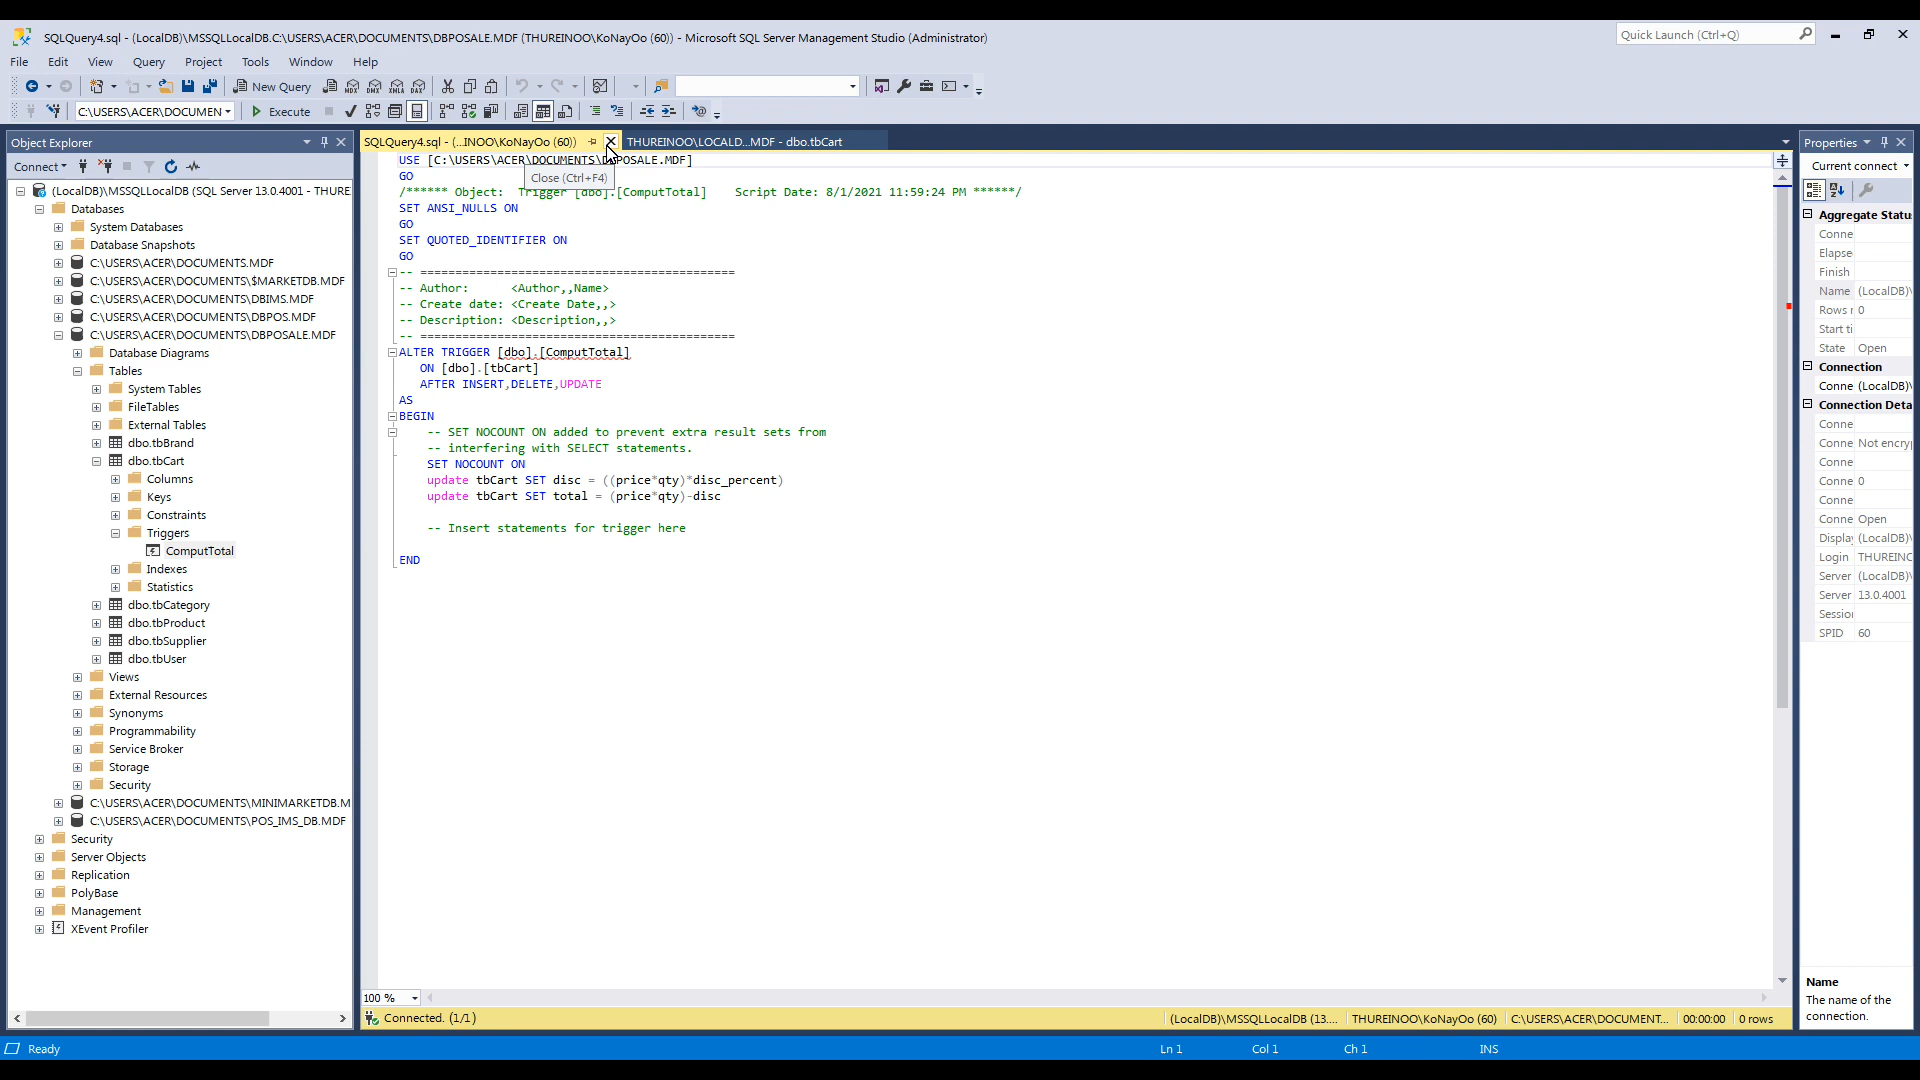 SQLQuery4.sql - (LocalDB)\MSSQLLocalDB.C:\USERS\ACER\DOCUMENTS\DBPOSALE.MDF (THUREINOO\KoNayOo (60)) - Microsoft SQL Server Management Studio (Administrator)
Quick Launch (Ctrl+Q)
File Edit View Query Project Tools Window Help
New Query
C:\USERS\ACER\DOCUMEN
Execute
Object Explorer
Connect
(LocalDB)\MSSQLLocalDB (SQL Server 13.0.4001 - THURE
Databases
System Databases
Database Snapshots
C:\USERS\ACER\DOCUMENTS.MDF
C:\USERS\ACER\DOCUMENTS\$MARKETDB.MDF
C:\USERS\ACER\DOCUMENTS\DBIMS.MDF
C:\USERS\ACER\DOCUMENTS\DBPOS.MDF
C:\USERS\ACER\DOCUMENTS\DBPOSALE.MDF
Database Diagrams
Tables
System Tables
FileTables
External Tables
dbo.tbBrand
dbo.tbCart
Columns
Keys
Constraints
Triggers
ComputTotal
Indexes
Statistics
dbo.tbCategory
dbo.tbProduct
dbo.tbSupplier
dbo.tbUser
Views
External Resources
Synonyms
Programmability
Service Broker
Storage
Security
C:\USERS\ACER\DOCUMENTS\MINIMARKETDB.M
C:\USERS\ACER\DOCUMENTS\POS_IMS_DB.MDF
Security
Server Objects
Replication
PolyBase
Management
XEvent Profiler
SQLQuery4.sql - (...INOO\KoNayOo (60))
THUREINOO\LOCALD...MDF - dbo.tbCart
USE [C:\USERS\ACER\DOCUMENTS\DBPOSALE.MDF]
Close (Ctrl+F4)
GO
/****** Object:  Trigger [dbo].[ComputTotal]    Script Date: 8/1/2021 11:59:24 PM ******/
SET ANSI_NULLS ON
GO
SET QUOTED_IDENTIFIER ON
GO
-- =============================================
-- Author:      <Author,,Name>
-- Create date: <Create Date,,>
-- Description: <Description,,>
-- =============================================
ALTER TRIGGER [dbo].[ComputTotal]
ON [dbo].[tbCart]
AFTER INSERT,DELETE,UPDATE
AS
BEGIN
-- SET NOCOUNT ON added to prevent extra result sets from
-- interfering with SELECT statements.
SET NOCOUNT ON
update tbCart SET disc = ((price*qty)*disc_percent)
update tbCart SET total = (price*qty)-disc
-- Insert statements for trigger here
END
100 %
Connected. (1/1)
(LocalDB)\MSSQLLocalDB (13.... THUREINOO\KoNayOo (60) C:\USERS\ACER\DOCUMENT... 00:00:00 0 rows
Properties
Current connect
Aggregate Statu
Conne
Elapse
Finish
Name (LocalDB)\
Rows r 0
Start ti
State Open
Connection
Conne (LocalDB)\
Connection Deta
Conne
Conne Not encry
Conne
Conne 0
Conne
Conne Open
Display (LocalDB)\
Login THUREINO
Server (LocalDB)\
Server 13.0.4001
Session
SPID 60
Name
The name of the
connection.
Ready
Ln 1 Col 1 Ch 1 INS